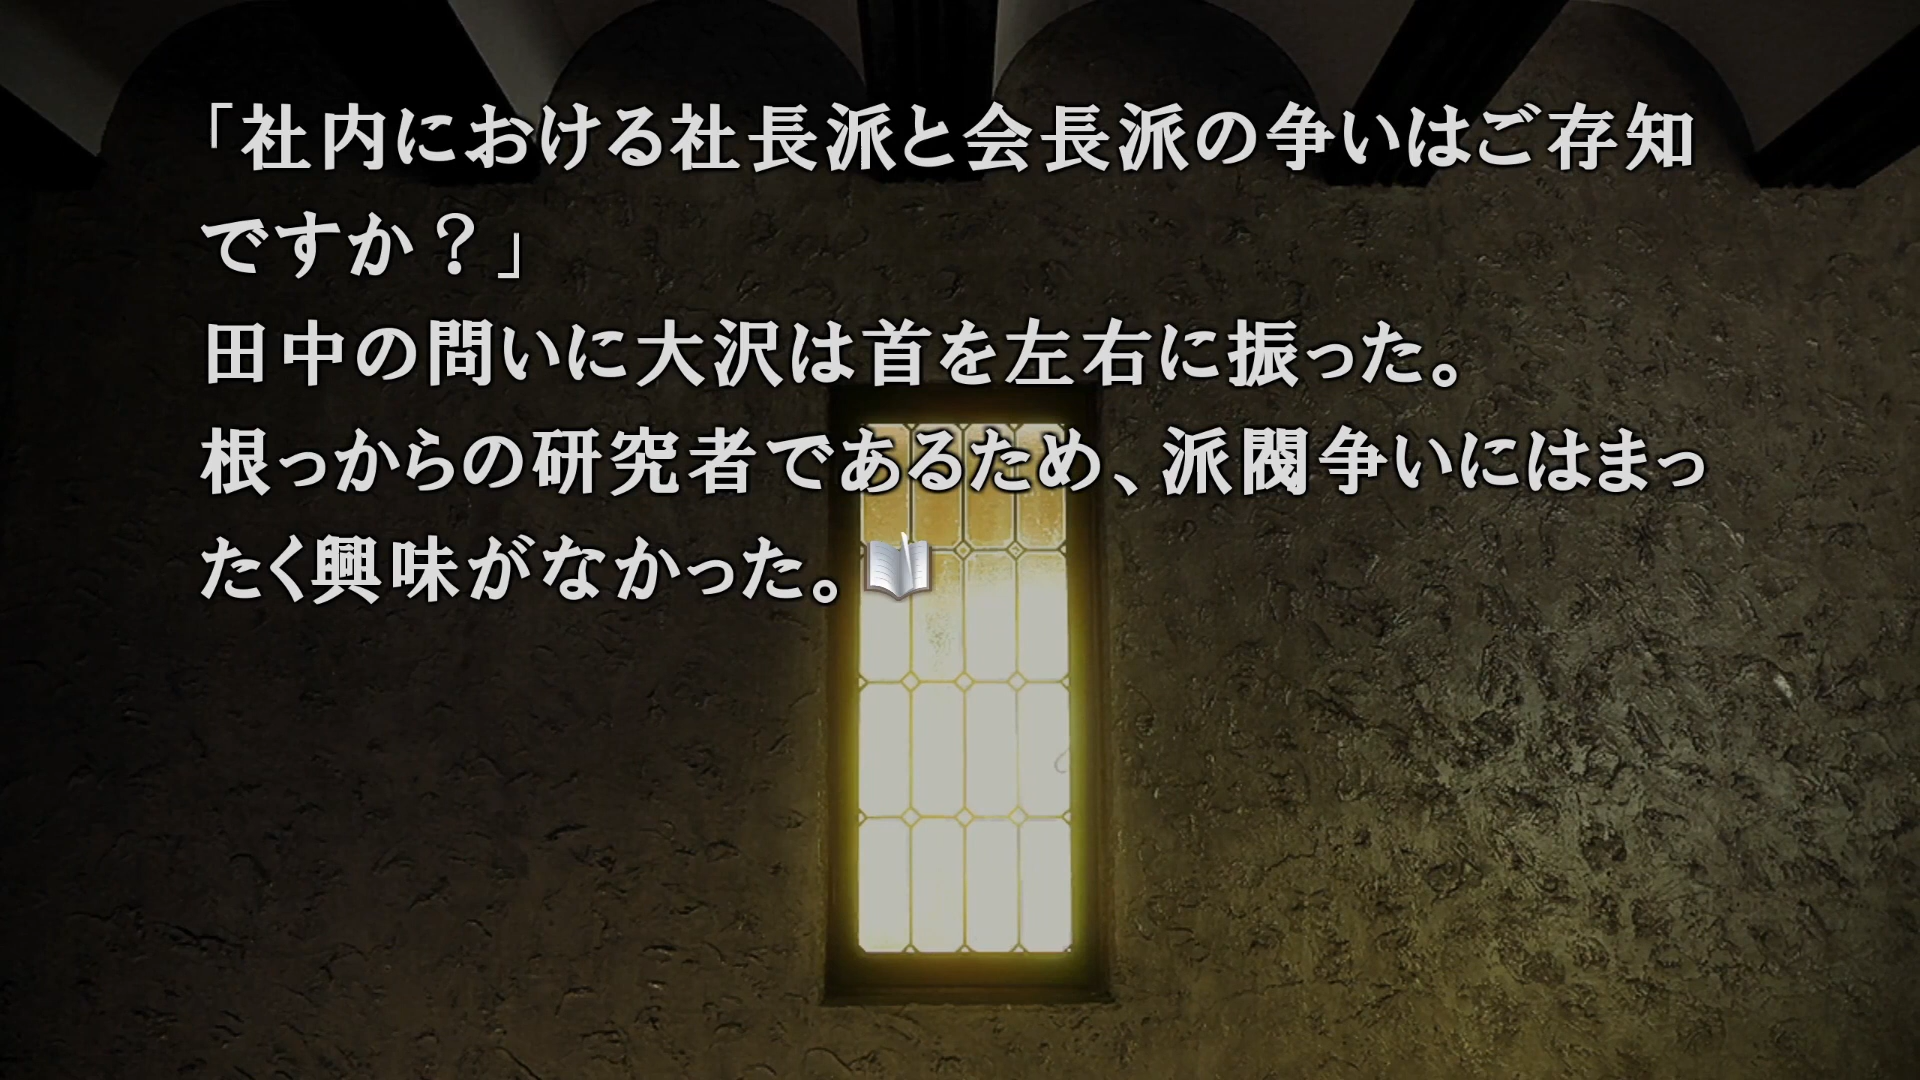 「社内における社長派と会長派の争いはご存知
ですか？」
田中の問いに大沢は首を左右に振った。
根っからの研究者であるため、派閥争いにはまっ
たく興味がなかった。